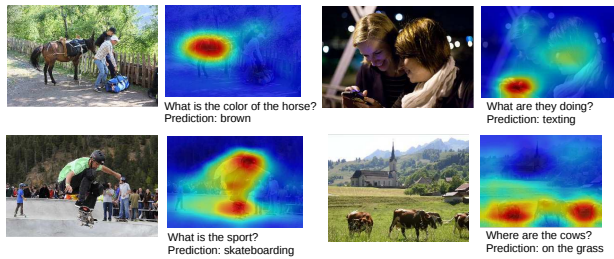 What is the color of the horse?
Prediction: brown
What are they doing?
Prediction: texting
What is the sport?
Prediction: skateboarding
Where are the cows?
Prediction: on the grass